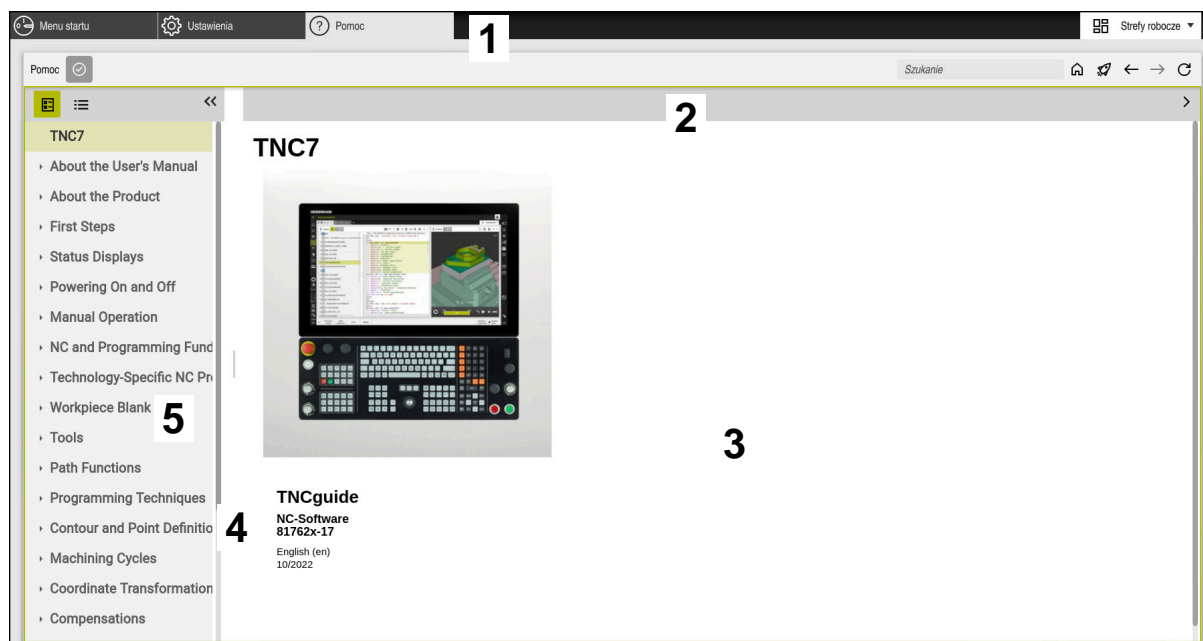 Menu startu
Ustawienia
? Pomoc
1
Strefy robocze
Pomoc
Szukanie
2
TNC7
About the User's Manual
About the Product
First Steps
Status Displays
Powering On and Off
Manual Operation
NC and Programming Fund
Technology-Specific NC Pr
Workpiece Blank
5
Tools
Path Functions
Programming Techniques
Contour and Point Definitio
4
Machining Cycles
Coordinate Transformation
Compensations
TNC7
HEIDENHAIN
3
TNCguide
NC-Software
81762x-17
English (en)
10/2022